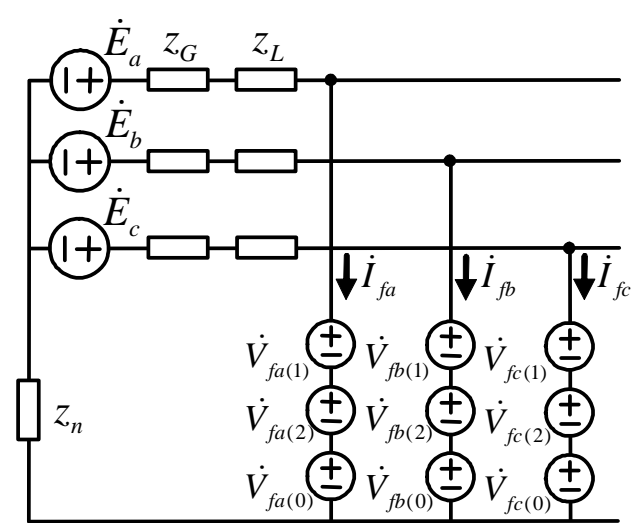 Ė_a z_G z_L
Ė_b
Ė_c
İ_fa İ_fb İ_fc
V̇_fa(1) V̇_fb(1) V̇_fc(1)
z_n V̇_fa(2) V̇_fb(2) V̇_fc(2)
V̇_fa(0) V̇_fb(0) V̇_fc(0)